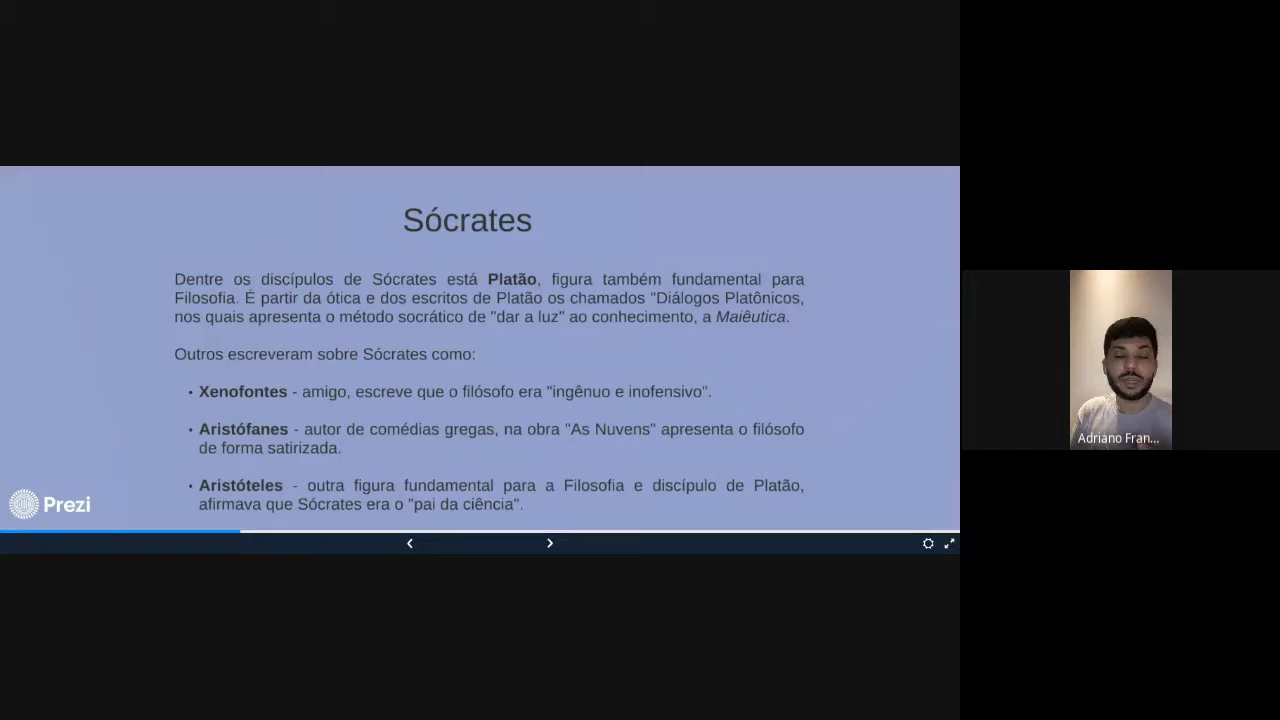 Sócrates
Dentre os discípulos de Sócrates está Platão, figura também fundamental para
Filosofia. É partir da ótica e dos escritos de Platão os chamados "Diálogos Platônicos,
nos quais apresenta o método socrático de "dar a luz" ao conhecimento, a Maiêutica.
Outros escreveram sobre Sócrates como:
• Xenofontes - amigo, escreve que o filósofo era "ingênuo e inofensivo".
• Aristófanes - autor de comédias gregas, na obra "As Nuvens" apresenta o filósofo
de forma satirizada.
• Aristóteles - outra figura fundamental para a Filosofia e discípulo de Platão,
afirmava que Sócrates era o "pai da ciência".
Prezi
Adriano Fran...